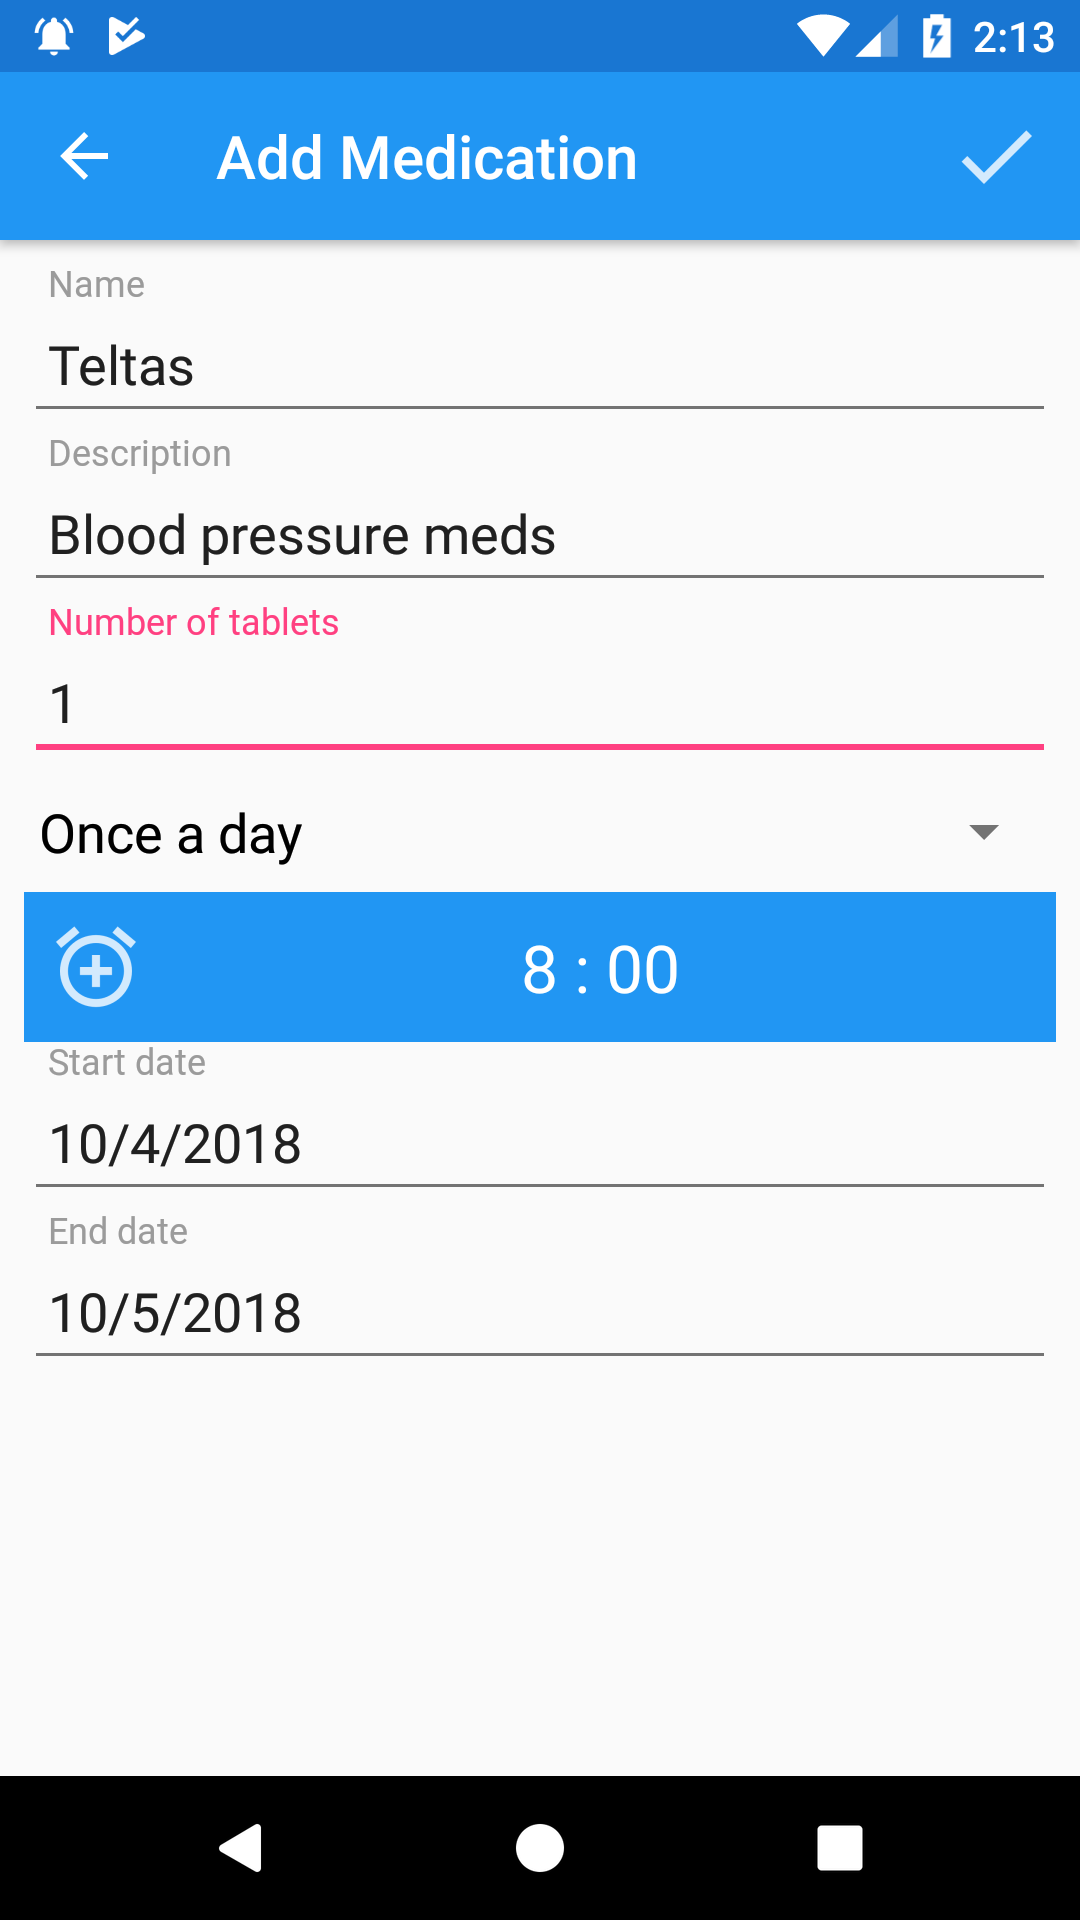 2:13
Add Medication
Name
Teltas
Description
Blood pressure meds
Number of tablets
1
Once a day
8 : 00
Start date
10/4/2018
End date
10/5/2018